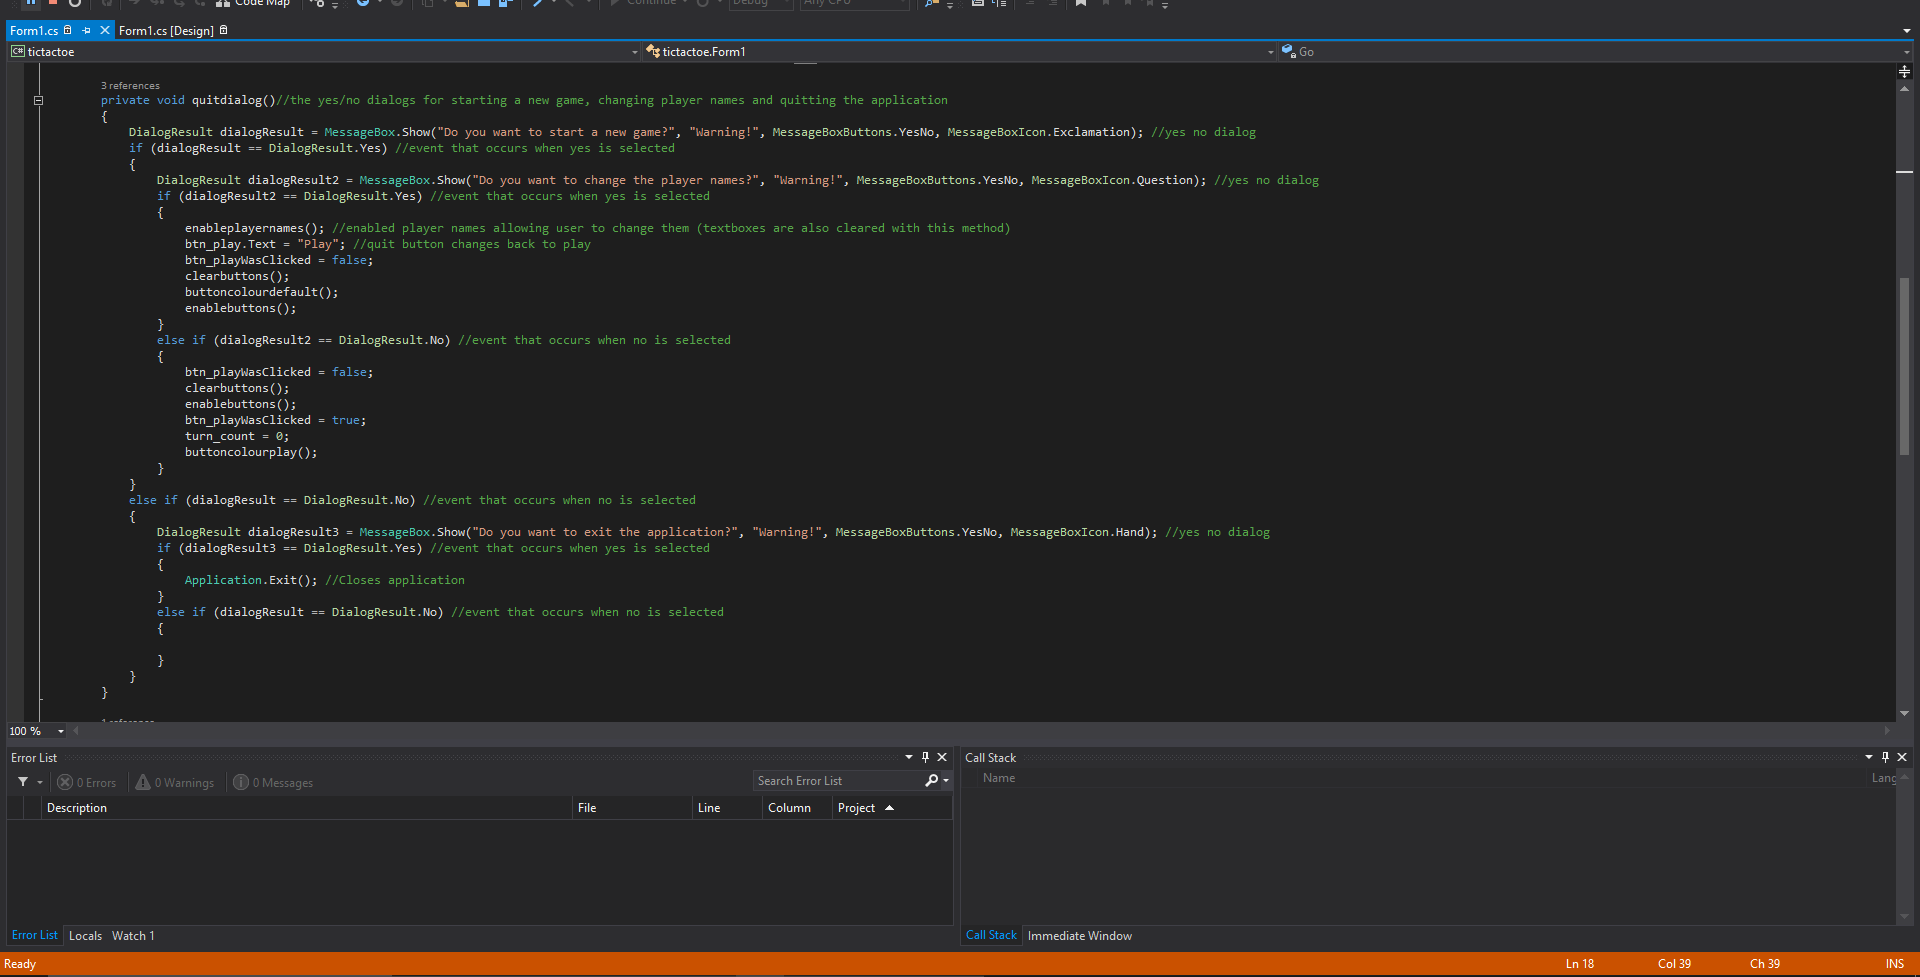 Code Map
Continue
Debug
Any CPU
Form1.cs
Form1.cs [Design]
C# tictactoe
tictactoe.Form1
Go
3 references
private void quitdialog()//the yes/no dialogs for starting a new game, changing player names and quitting the application
{
DialogResult dialogResult = MessageBox.Show("Do you want to start a new game?", "Warning!", MessageBoxButtons.YesNo, MessageBoxIcon.Exclamation); //yes no dialog
if (dialogResult == DialogResult.Yes) //event that occurs when yes is selected
{
DialogResult dialogResult2 = MessageBox.Show("Do you want to change the player names?", "Warning!", MessageBoxButtons.YesNo, MessageBoxIcon.Question); //yes no dialog
if (dialogResult2 == DialogResult.Yes) //event that occurs when yes is selected
{
enableplayernames(); //enabled player names allowing user to change them (textboxes are also cleared with this method)
btn_play.Text = "Play"; //quit button changes back to play
btn_playWasClicked = false;
clearbuttons();
buttoncolourdefault();
enablebuttons();
}
else if (dialogResult2 == DialogResult.No) //event that occurs when no is selected
{
btn_playWasClicked = false;
clearbuttons();
enablebuttons();
btn_playWasClicked = true;
turn_count = 0;
buttoncolourplay();
}
}
else if (dialogResult == DialogResult.No) //event that occurs when no is selected
{
DialogResult dialogResult3 = MessageBox.Show("Do you want to exit the application?", "Warning!", MessageBoxButtons.YesNo, MessageBoxIcon.Hand); //yes no dialog
if (dialogResult3 == DialogResult.Yes) //event that occurs when yes is selected
{
Application.Exit(); //Closes application
}
else if (dialogResult == DialogResult.No) //event that occurs when no is selected
{
}
}
}
100 %
Error List
0 Errors
0 Warnings
0 Messages
Search Error List
Description
File
Line
Column
Project
Error List
Locals
Watch 1
Call Stack
Name
Lang
Call Stack
Immediate Window
Ready
Ln 18
Col 39
Ch 39
INS